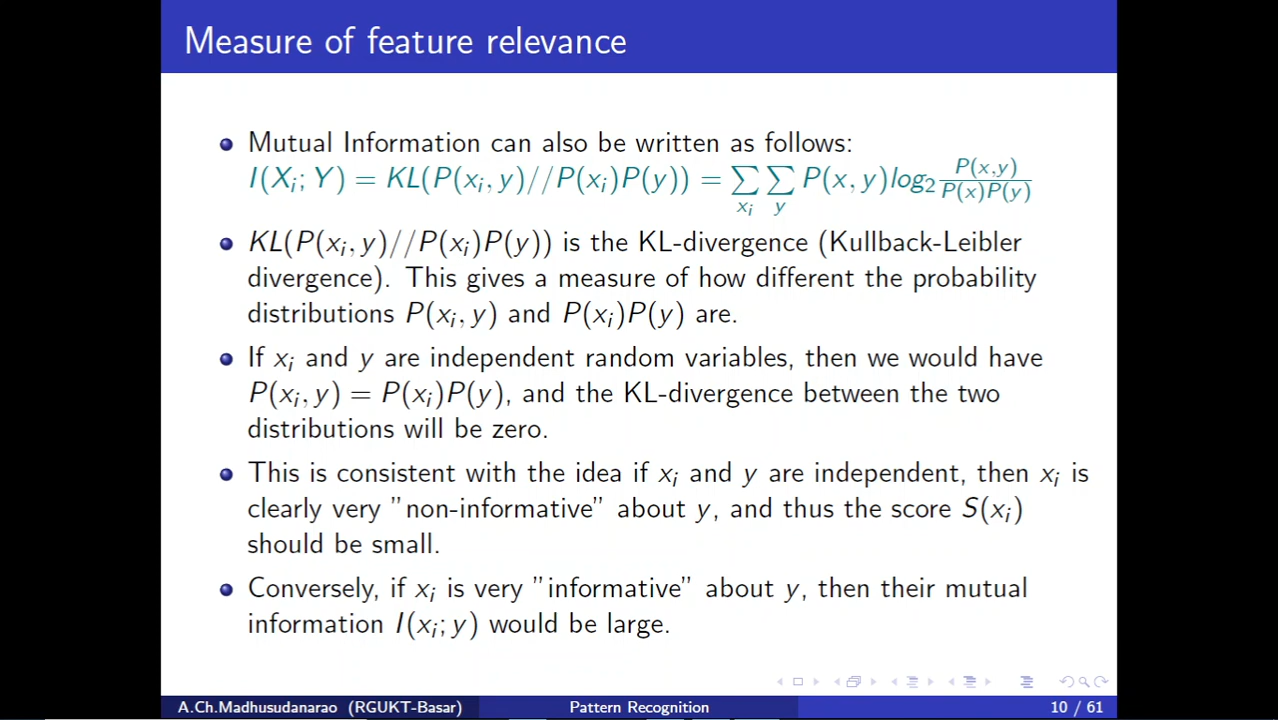 Measure of feature relevance
Mutual Information can also be written as follows:
I(Xᵢ; Y) = KL(P(xᵢ, y)//P(xᵢ)P(y)) = ∑xᵢ ∑y P(x, y)log₂ P(x,y)/P(x)P(y)
KL(P(xᵢ, y)//P(xᵢ)P(y)) is the KL-divergence (Kullback-Leibler
divergence). This gives a measure of how different the probability
distributions P(xᵢ, y) and P(xᵢ)P(y) are.
If xᵢ and y are independent random variables, then we would have
P(xᵢ, y) = P(xᵢ)P(y), and the KL-divergence between the two
distributions will be zero.
This is consistent with the idea if xᵢ and y are independent, then xᵢ is
clearly very ”non-informative” about y, and thus the score S(xᵢ)
should be small.
Conversely, if xᵢ is very ”informative” about y, then their mutual
information I(xᵢ; y) would be large.
A.Ch.Madhusudanarao (RGUKT-Basar) Pattern Recognition 10 / 61